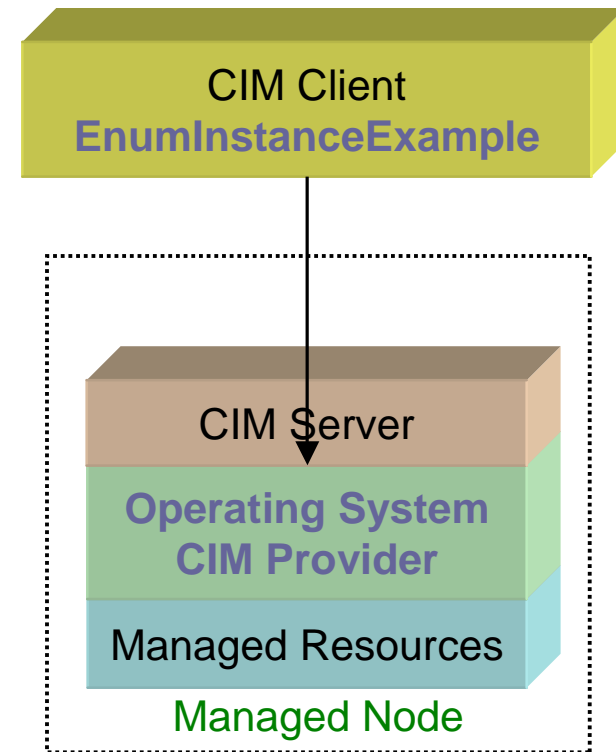 CIM Client
EnumInstanceExample
CIM Server
Operating System
CIM Provider
Managed Resources
Managed Node